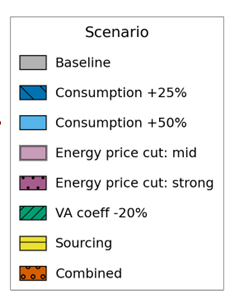 Scenario
Baseline
Consumption +25%
Consumption +50%
Energy price cut: mid
Energy price cut: strong
VA coeff -20%
Sourcing
Combined